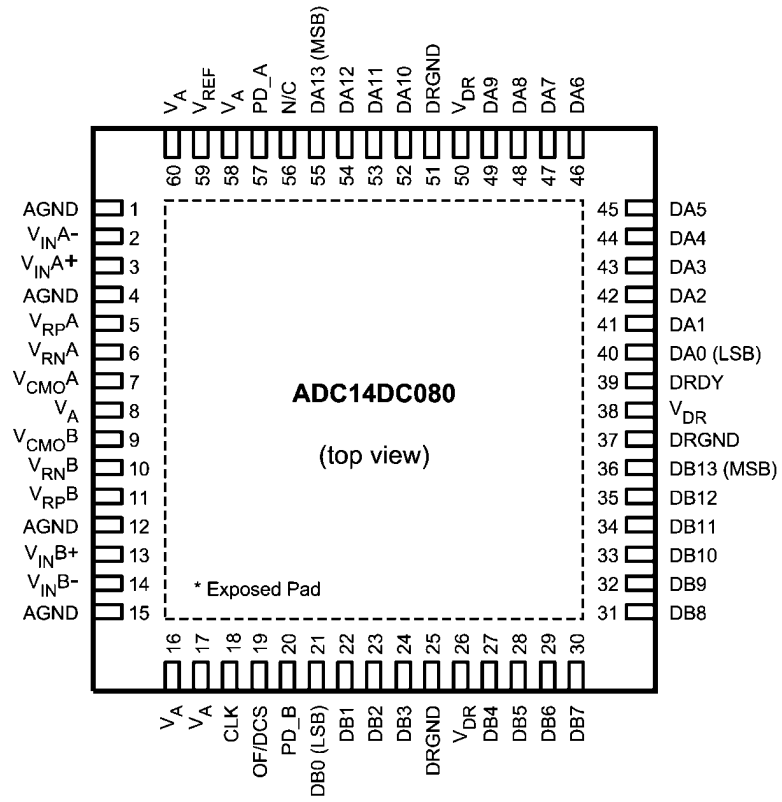 VA
VREF
VA
PD_A
N/C
DA13 (MSB)
DA12
DA11
DA10
DRGND
VDR
DA9
DA8
DA7
DA6
60
59
58
57
56
55
54
53
52
51
50
49
48
47
46
AGND 1
VINA- 2
VINA+ 3
AGND 4
VRPA 5
VRNA 6
VCMOA 7
VA 8
VCMOB 9
VRNB 10
VRPB 11
AGND 12
VINB+ 13
VINB- 14
AGND 15
ADC14DC080
(top view)
* Exposed Pad
45 DA5
44 DA4
43 DA3
42 DA2
41 DA1
40 DA0 (LSB)
39 DRDY
38 VDR
37 DRGND
36 DB13 (MSB)
35 DB12
34 DB11
33 DB10
32 DB9
31 DB8
16
17
18
19
20
21
22
23
24
25
26
27
28
29
30
VA
VA
CLK
OF/DCS
PD_B
DB0 (LSB)
DB1
DB2
DB3
DRGND
VDR
DB4
DB5
DB6
DB7